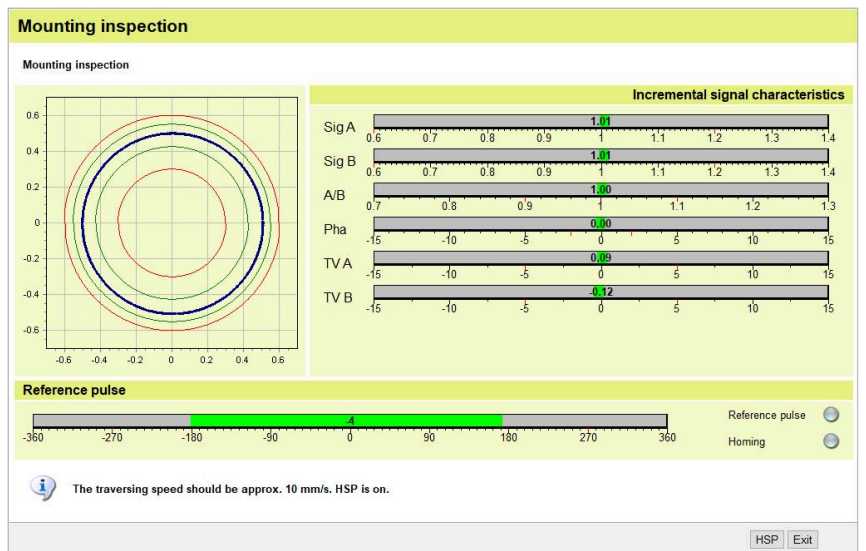 Mounting inspection
Mounting inspection
Incremental signal characteristics
0.6
0.4
0.2
0
-0.2
-0.4
-0.6
-0.6 -0.4 -0.2 0 0.2 0.4 0.6
Sig A 1.01
0.6 0.7 0.8 0.9 1 1.1 1.2 1.3 1.4
Sig B 1.01
0.6 0.7 0.8 0.9 1 1.1 1.2 1.3 1.4
A/B 1.00
0.7 0.8 0.9 1 1.1 1.2 1.3
Pha 0.00
-15 -10 -5 0 5 10 15
TV A 0.09
-15 -10 -5 0 5 10 15
TV B -0.12
-15 -10 -5 0 5 10 15
Reference pulse
-4
-360 -270 -180 -90 0 90 180 270 360
Reference pulse
Homing
The traversing speed should be approx. 10 mm/s. HSP is on.
HSP Exit